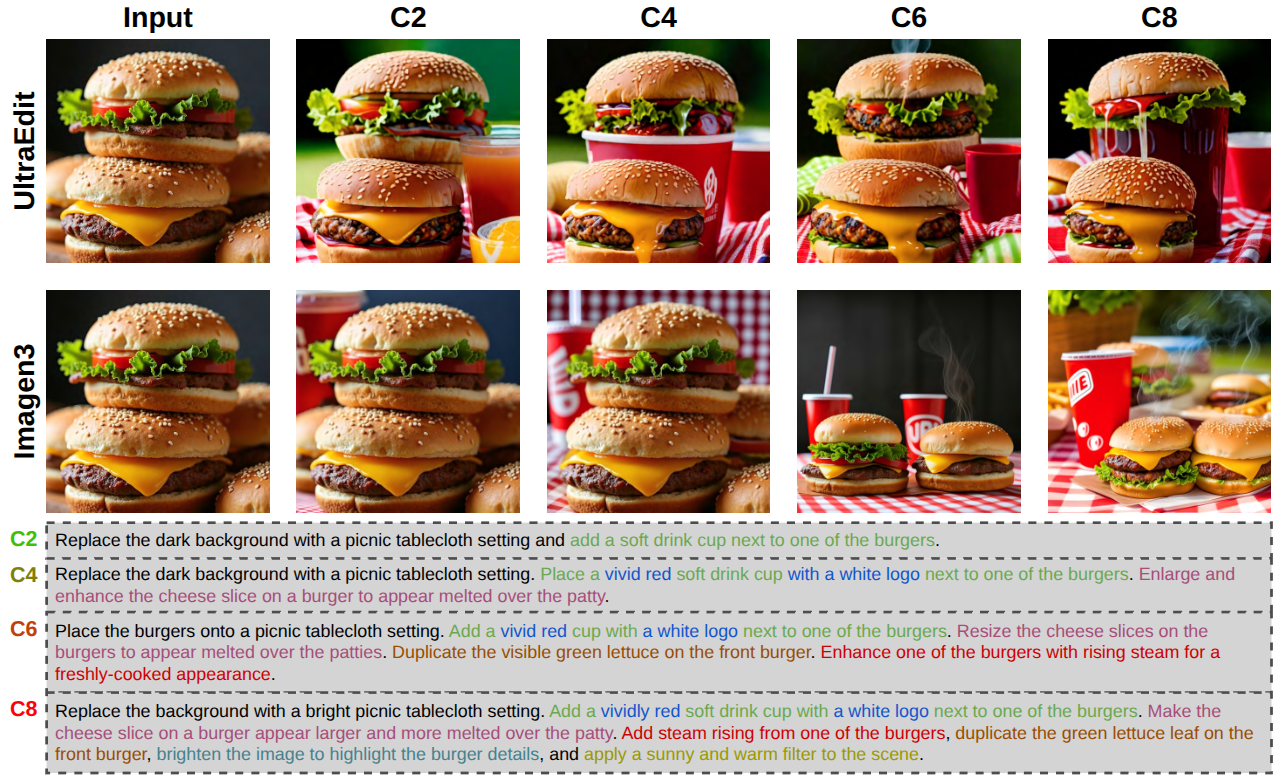 Input C2 C4 C6 C8
UltraEdit
Imagen3
C2 Replace the dark background with a picnic tablecloth setting and add a soft drink cup next to one of the burgers.
C4 Replace the dark background with a picnic tablecloth setting. Place a vivid red soft drink cup with a white logo next to one of the burgers. Enlarge and
enhance the cheese slice on a burger to appear melted over the patty.
C6 Place the burgers onto a picnic tablecloth setting. Add a vivid red cup with a white logo next to one of the burgers. Resize the cheese slices on the
burgers to appear melted over the patties. Duplicate the visible green lettuce on the front burger. Enhance one of the burgers with rising steam for a
freshly-cooked appearance.
C8 Replace the background with a bright picnic tablecloth setting. Add a vividly red soft drink cup with a white logo next to one of the burgers. Make the
cheese slice on a burger appear larger and more melted over the patty. Add steam rising from one of the burgers, duplicate the green lettuce leaf on the
front burger, brighten the image to highlight the burger details, and apply a sunny and warm filter to the scene.